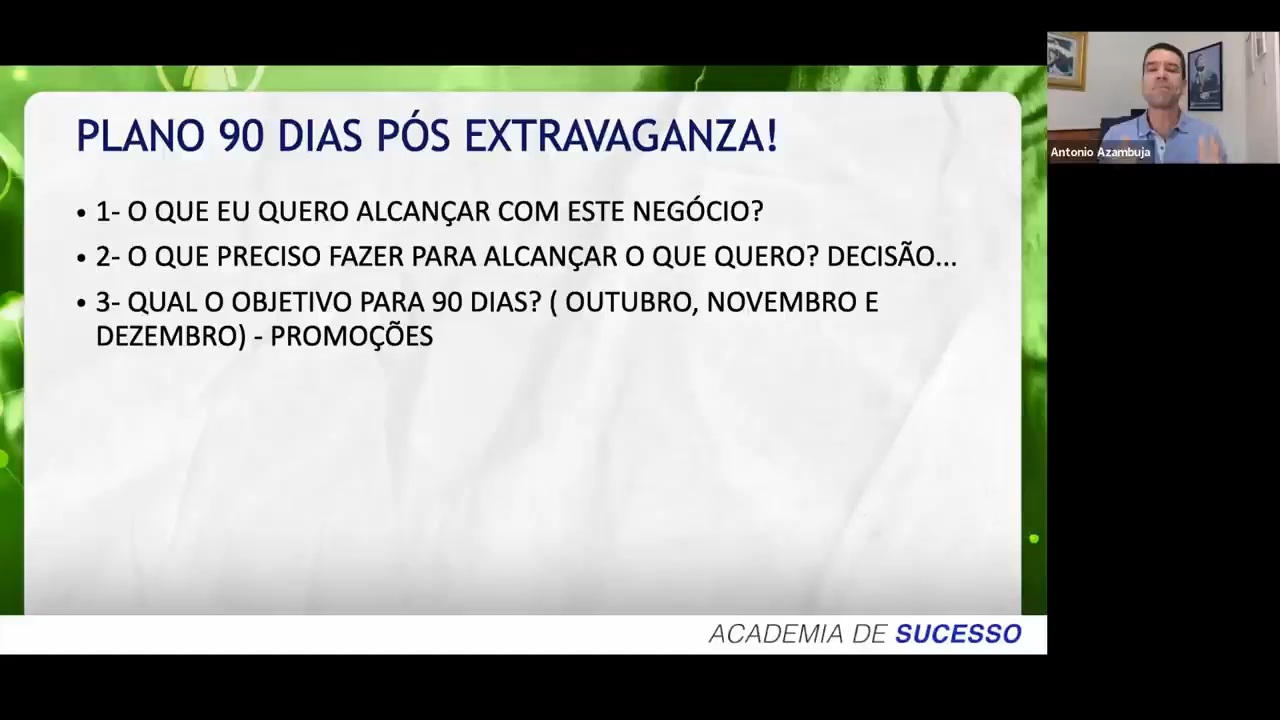 PLANO 90 DIAS PÓS EXTRAVAGANZA!
• 1- O QUE EU QUERO ALCANÇAR COM ESTE NEGÓCIO?
• 2- O QUE PRECISO FAZER PARA ALCANÇAR O QUE QUERO? DECISÃO...
• 3- QUAL O OBJETIVO PARA 90 DIAS? ( OUTUBRO, NOVEMBRO E
DEZEMBRO) - PROMOÇÕES
ACADEMIA DE SUCESSO
Antonio Azambuja